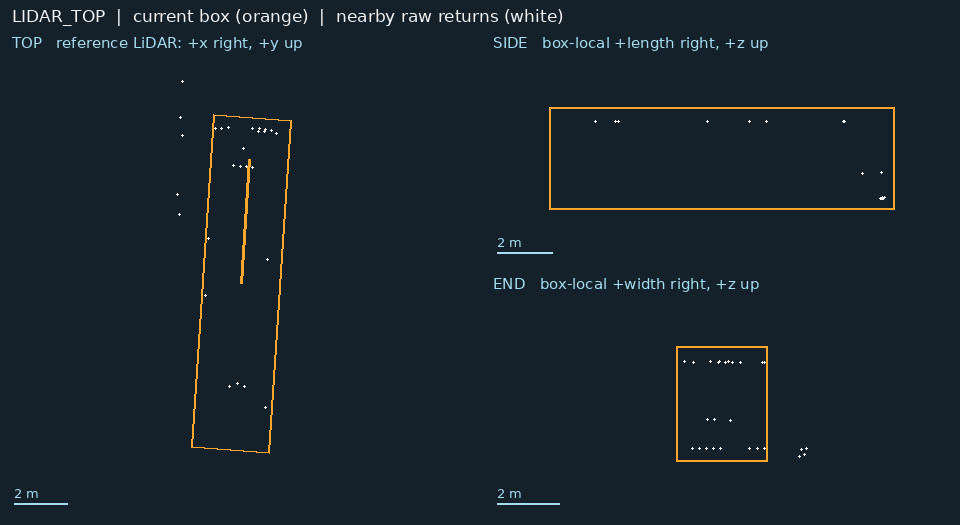 LIDAR_TOP | current box (orange) | nearby raw returns (white)
TOP reference LiDAR: +x right, +y up
SIDE box-local +length right, +z up
2 m
END box-local +width right, +z up
2 m
2 m